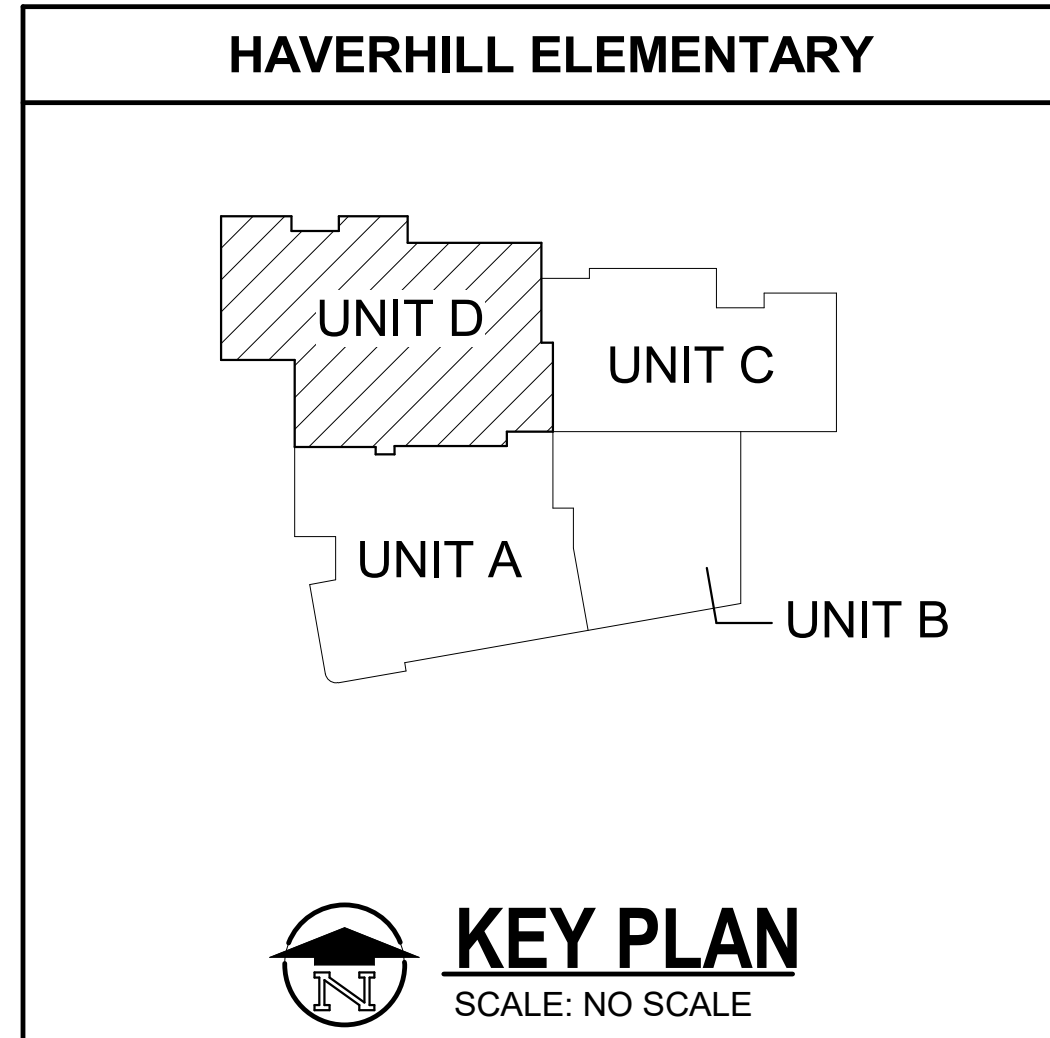 HAVERHILL ELEMENTARY
UNIT D
UNIT C
UNIT A
UNIT B
N
KEY PLAN
SCALE: NO SCALE